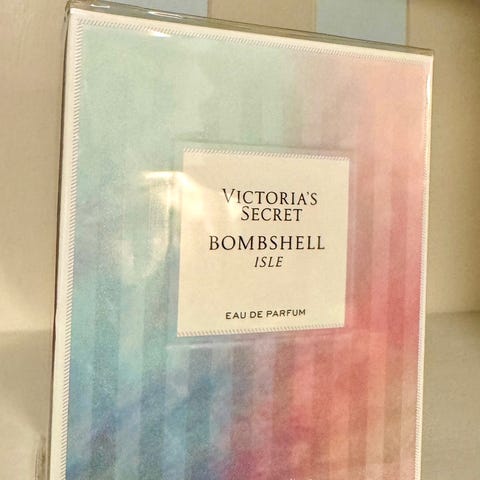 VICTORIA'S
SECRET
BOMBSHELL
ISLE
EAU DE PARFUM